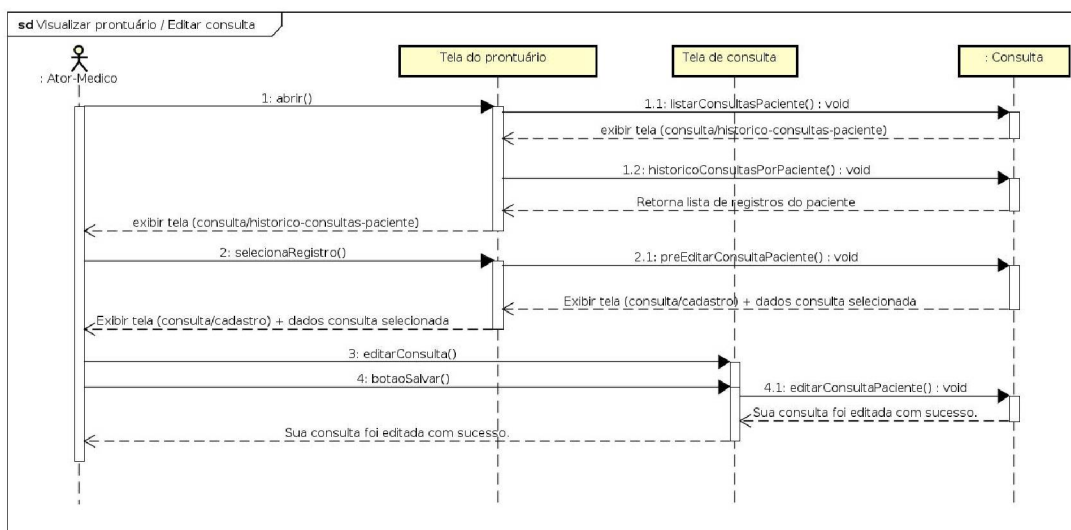 sd Visualizar prontuário / Editar consulta
: Ator-Medico
Tela do prontuário
Tela de consulta
: Consulta
1: abrir()
1.1: listarConsultasPaciente() : void
exibir tela (consulta/historico-consultas-paciente)
1.2: historicoConsultasPorPaciente() : void
Retorna lista de registros do paciente
exibir tela (consulta/historico-consultas-paciente)
2: selecionaRegistro()
2.1: preEditarConsultaPaciente() : void
Exibir tela (consulta/cadastro) + dados consulta selecionada
Exibir tela (consulta/cadastro) + dados consulta selecionada
3: editarConsulta()
4: botaoSalvar()
4.1: editarConsultaPaciente() : void
Sua consulta foi editada com sucesso.
Sua consulta foi editada com sucesso.